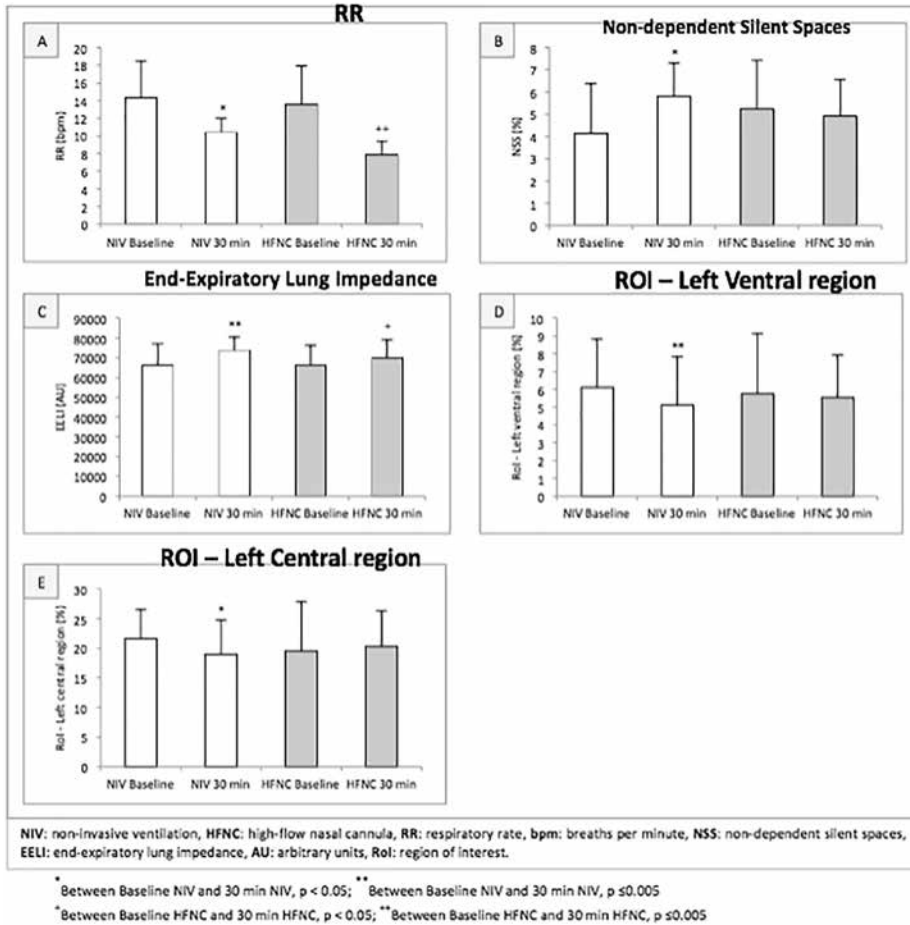 RR
A
20
18
16
14
12
10
8
6
4
2
0
RR [bpm]
*
++
NIV Baseline NIV 30 min HFNC Baseline HFNC 30 min
Non-dependent Silent Spaces
B
8
7
6
5
4
3
2
1
0
NSS [%]
*
NIV Baseline NIV 30 min HFNC Baseline HFNC 30 min
End-Expiratory Lung Impedance
C
90000
80000
70000
60000
50000
40000
30000
20000
10000
0
EELI [AU]
**
+
NIV Baseline NIV 30 min HFNC Baseline HFNC 30 min
ROI – Left Ventral region
D
10
9
8
7
6
5
4
3
2
1
0
RoI - Left ventral region [%]
**
NIV Baseline NIV 30 min HFNC Baseline HFNC 30 min
ROI – Left Central region
E
30
25
20
15
10
5
0
RoI - Left central region [%]
*
NIV Baseline NIV 30 min HFNC Baseline HFNC 30 min
NIV: non-invasive ventilation, HFNC: high-flow nasal cannula, RR: respiratory rate, bpm: breaths per minute, NSS: non-dependent silent spaces,
EELI: end-expiratory lung impedance, AU: arbitrary units, RoI: region of interest.
*Between Baseline NIV and 30 min NIV, p < 0.05; **Between Baseline NIV and 30 min NIV, p ≤0.005
+Between Baseline HFNC and 30 min HFNC, p < 0.05; ++Between Baseline HFNC and 30 min HFNC, p ≤0.005